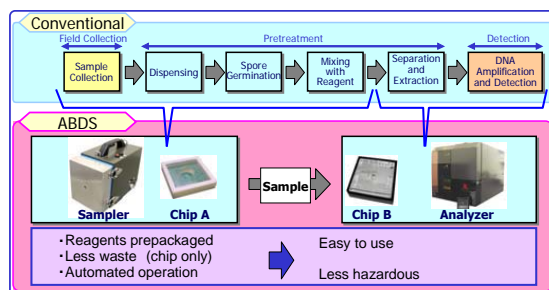 Conventional
Field Collection
Pretreatment
Detection
Sample
Collection
Dispensing
Spore
Germination
Mixing
with
Reagent
Separation
and
Extraction
DNA
Amplification
and Detection
ABDS
Sampler
Chip A
Sample
Chip B
Analyzer
・Reagents prepackaged
・Less waste (chip only)
・Automated operation
Easy to use
Less hazardous